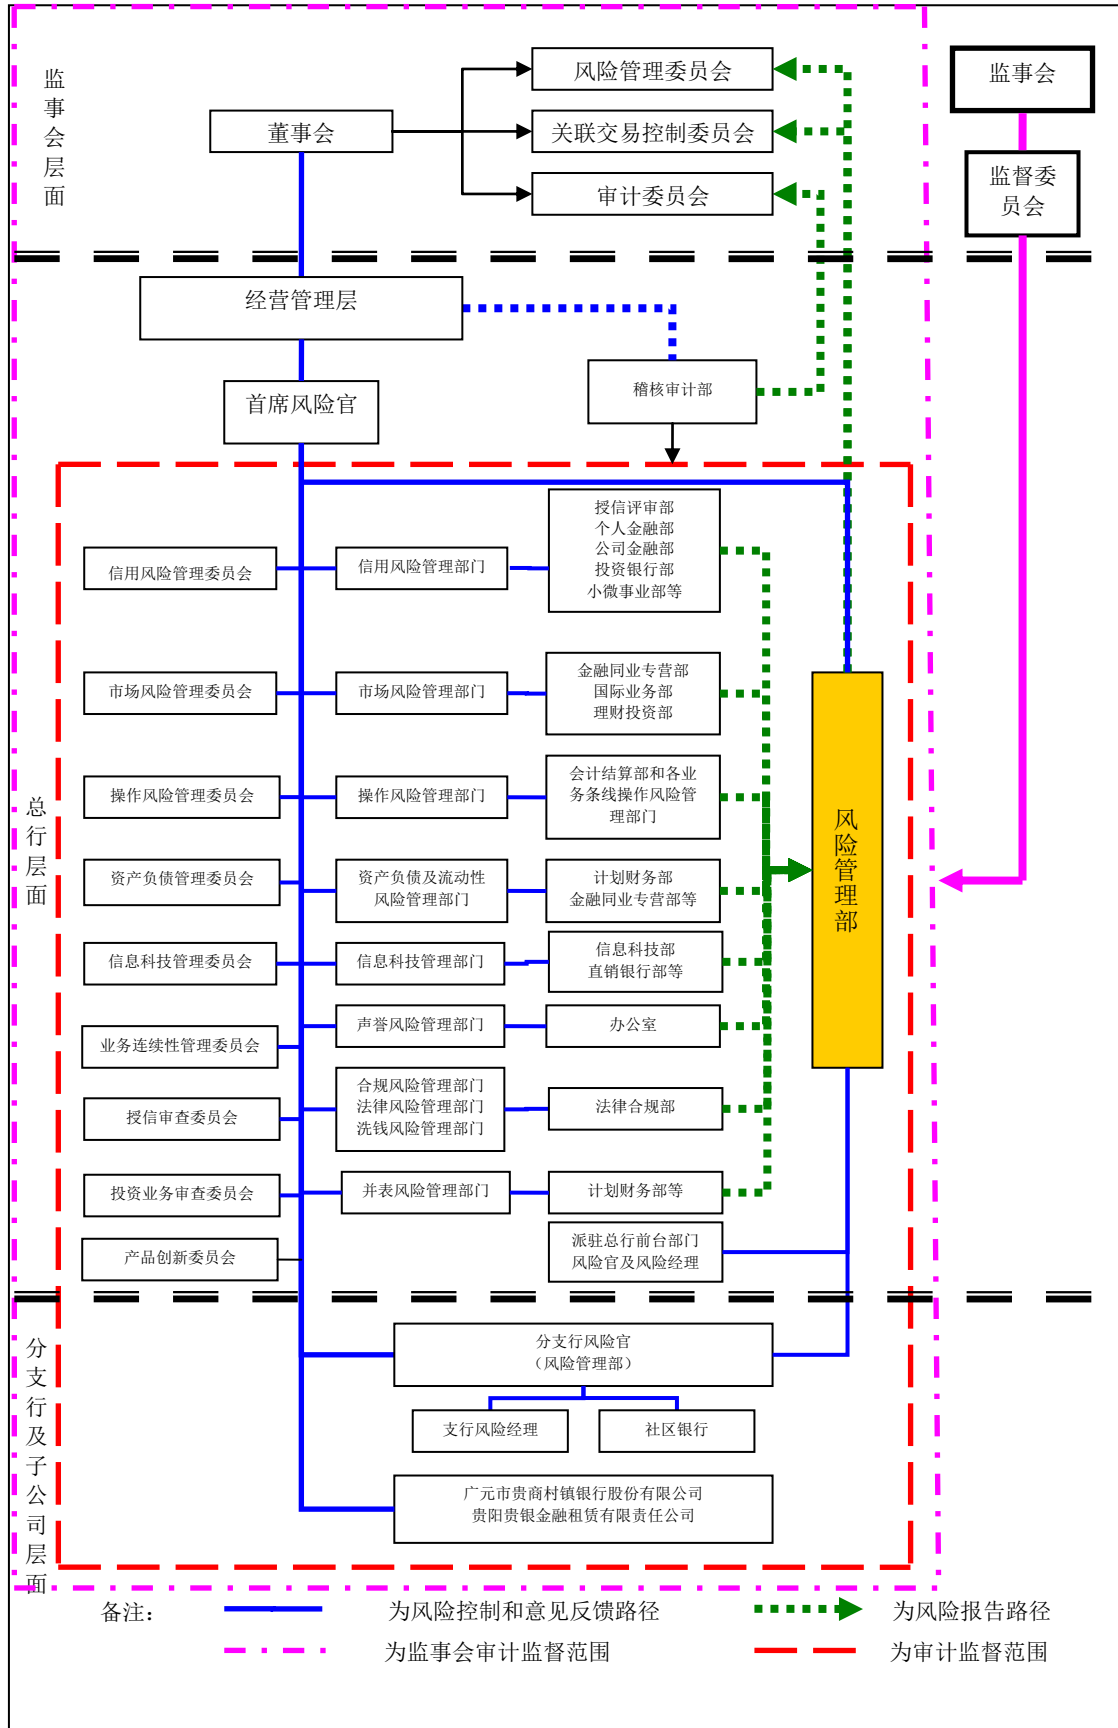 监
事
会
层
面
董事会
风险管理委员会
关联交易控制委员会
审计委员会
监事会
监督委
员会
经营管理层
首席风险官
稽核审计部
总
行
层
面
信用风险管理委员会
信用风险管理部门
授信评审部
个人金融部
公司金融部
投资银行部
小微事业部等
市场风险管理委员会
市场风险管理部门
金融同业专营部
国际业务部
理财投资部
操作风险管理委员会
操作风险管理部门
会计结算部和各业
务条线操作风险管
理部门
资产负债管理委员会
资产负债及流动性
风险管理部门
计划财务部
金融同业专营部等
信息科技管理委员会
信息科技管理部门
信息科技部
直销银行部等
业务连续性管理委员会
声誉风险管理部门
办公室
授信审查委员会
合规风险管理部门
法律风险管理部门
洗钱风险管理部门
法律合规部
投资业务审查委员会
并表风险管理部门
计划财务部等
产品创新委员会
派驻总行前台部门
风险官及风险经理
风
险
管
理
部
分
支
行
及
子
公
司
层
面
分支行风险官
（风险管理部）
支行风险经理
社区银行
广元市贵商村镇银行股份有限公司
贵阳贵银金融租赁有限责任公司
备注：
为风险控制和意见反馈路径
为风险报告路径
为监事会审计监督范围
为审计监督范围